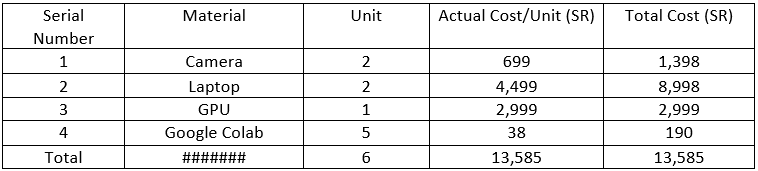 Serial Number Material Unit Actual Cost/Unit (SR) Total Cost (SR)
1 Camera 2 699 1,398
2 Laptop 2 4,499 8,998
3 GPU 1 2,999 2,999
4 Google Colab 5 38 190
Total ####### 6 13,585 13,585